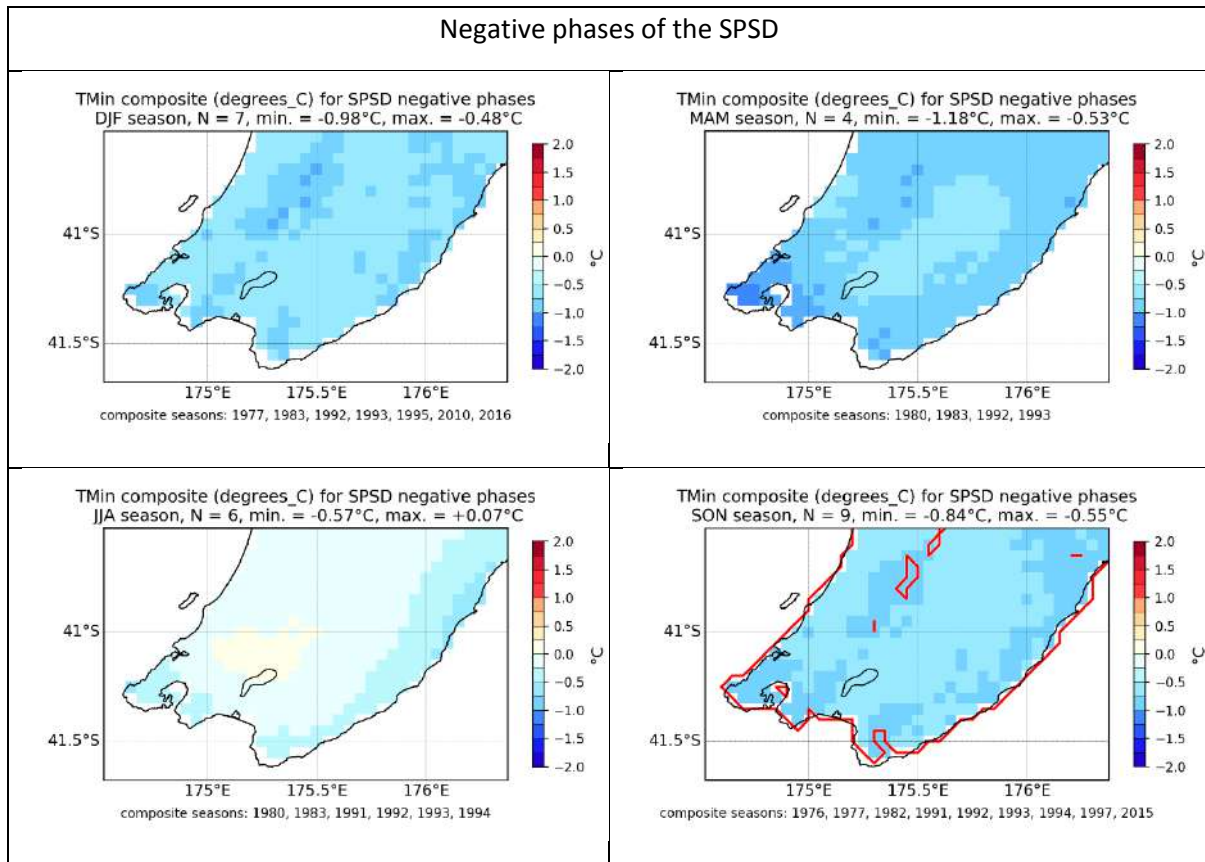 Negative phases of the SPSD
TMin composite (degrees_C) for SPSD negative phases
DJF season, N = 7, min. = -0.98°C, max. = -0.48°C
2.0
1.5
1.0
0.5
0.0
-0.5
-1.0
-1.5
-2.0
°C
41°S
41.5°S
175°E
175.5°E
176°E
composite seasons: 1977, 1983, 1992, 1993, 1995, 2010, 2016
TMin composite (degrees_C) for SPSD negative phases
MAM season, N = 4, min. = -1.18°C, max. = -0.53°C
2.0
1.5
1.0
0.5
0.0
-0.5
-1.0
-1.5
-2.0
°C
41°S
41.5°S
175°E
175.5°E
176°E
composite seasons: 1980, 1983, 1992, 1993
TMin composite (degrees_C) for SPSD negative phases
JJA season, N = 6, min. = -0.57°C, max. = +0.07°C
2.0
1.5
1.0
0.5
0.0
-0.5
-1.0
-1.5
-2.0
°C
41°S
41.5°S
175°E
175.5°E
176°E
composite seasons: 1980, 1983, 1991, 1992, 1993, 1994
TMin composite (degrees_C) for SPSD negative phases
SON season, N = 9, min. = -0.84°C, max. = -0.55°C
2.0
1.5
1.0
0.5
0.0
-0.5
-1.0
-1.5
-2.0
°C
41°S
41.5°S
175°E
175.5°E
176°E
composite seasons: 1976, 1977, 1982, 1991, 1992, 1993, 1994, 1997, 2015